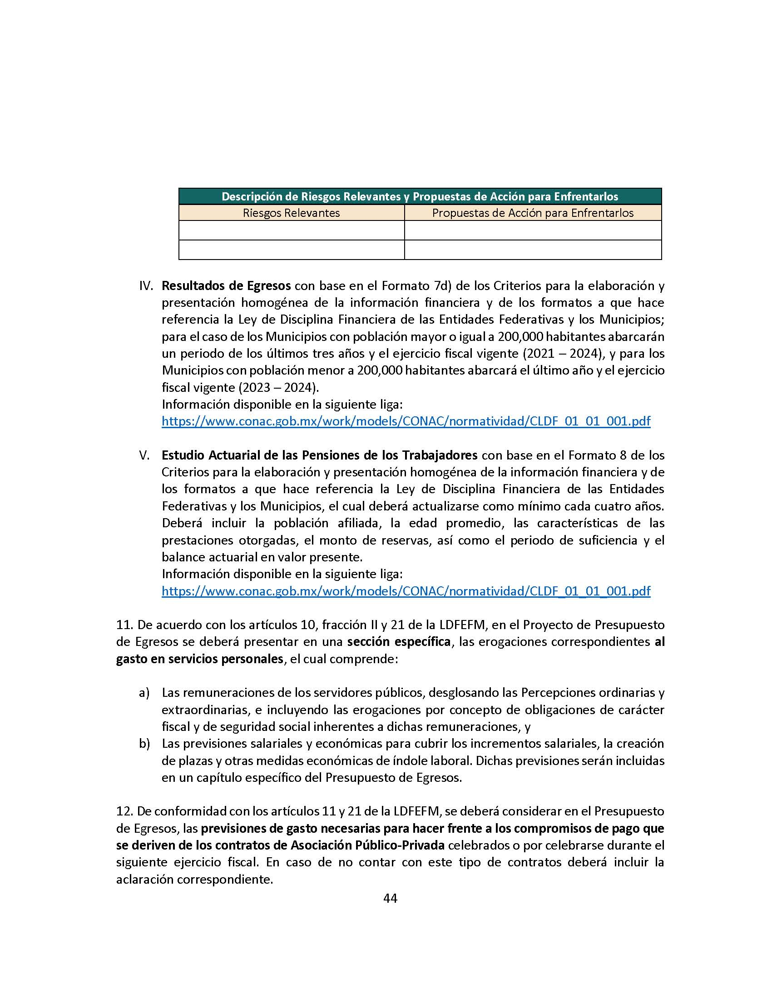 Descripción de Riesgos Relevantes y Propuestas de Acción para Enfrentarlos
Riesgos Relevantes Propuestas de Acción para Enfrentarlos
IV. Resultados de Egresos con base en el Formato 7d) de los Criterios para la elaboración y
presentación homogénea de la información financiera y de los formatos a que hace
referencia la Ley de Disciplina Financiera de las Entidades Federativas y los Municipios;
para el caso de los Municipios con población mayor o igual a 200,000 habitantes abarcarán
un periodo de los últimos tres años y el ejercicio fiscal vigente (2021 – 2024), y para los
Municipios con población menor a 200,000 habitantes abarcará el último año y el ejercicio
fiscal vigente (2023 – 2024).
Información disponible en la siguiente liga:
https://www.conac.gob.mx/work/models/CONAC/normatividad/CLDF_01_01_001.pdf
V. Estudio Actuarial de las Pensiones de los Trabajadores con base en el Formato 8 de los
Criterios para la elaboración y presentación homogénea de la información financiera y de
los formatos a que hace referencia la Ley de Disciplina Financiera de las Entidades
Federativas y los Municipios, el cual deberá actualizarse como mínimo cada cuatro años.
Deberá incluir la población afiliada, la edad promedio, las características de las
prestaciones otorgadas, el monto de reservas, así como el periodo de suficiencia y el
balance actuarial en valor presente.
Información disponible en la siguiente liga:
https://www.conac.gob.mx/work/models/CONAC/normatividad/CLDF_01_01_001.pdf
11. De acuerdo con los artículos 10, fracción II y 21 de la LDFEFM, en el Proyecto de Presupuesto
de Egresos se deberá presentar en una sección específica, las erogaciones correspondientes al
gasto en servicios personales, el cual comprende:
a) Las remuneraciones de los servidores públicos, desglosando las Percepciones ordinarias y
extraordinarias, e incluyendo las erogaciones por concepto de obligaciones de carácter
fiscal y de seguridad social inherentes a dichas remuneraciones, y
b) Las previsiones salariales y económicas para cubrir los incrementos salariales, la creación
de plazas y otras medidas económicas de índole laboral. Dichas previsiones serán incluidas
en un capítulo específico del Presupuesto de Egresos.
12. De conformidad con los artículos 11 y 21 de la LDFEFM, se deberá considerar en el Presupuesto
de Egresos, las previsiones de gasto necesarias para hacer frente a los compromisos de pago que
se deriven de los contratos de Asociación Público-Privada celebrados o por celebrarse durante el
siguiente ejercicio fiscal. En caso de no contar con este tipo de contratos deberá incluir la
aclaración correspondiente.
44